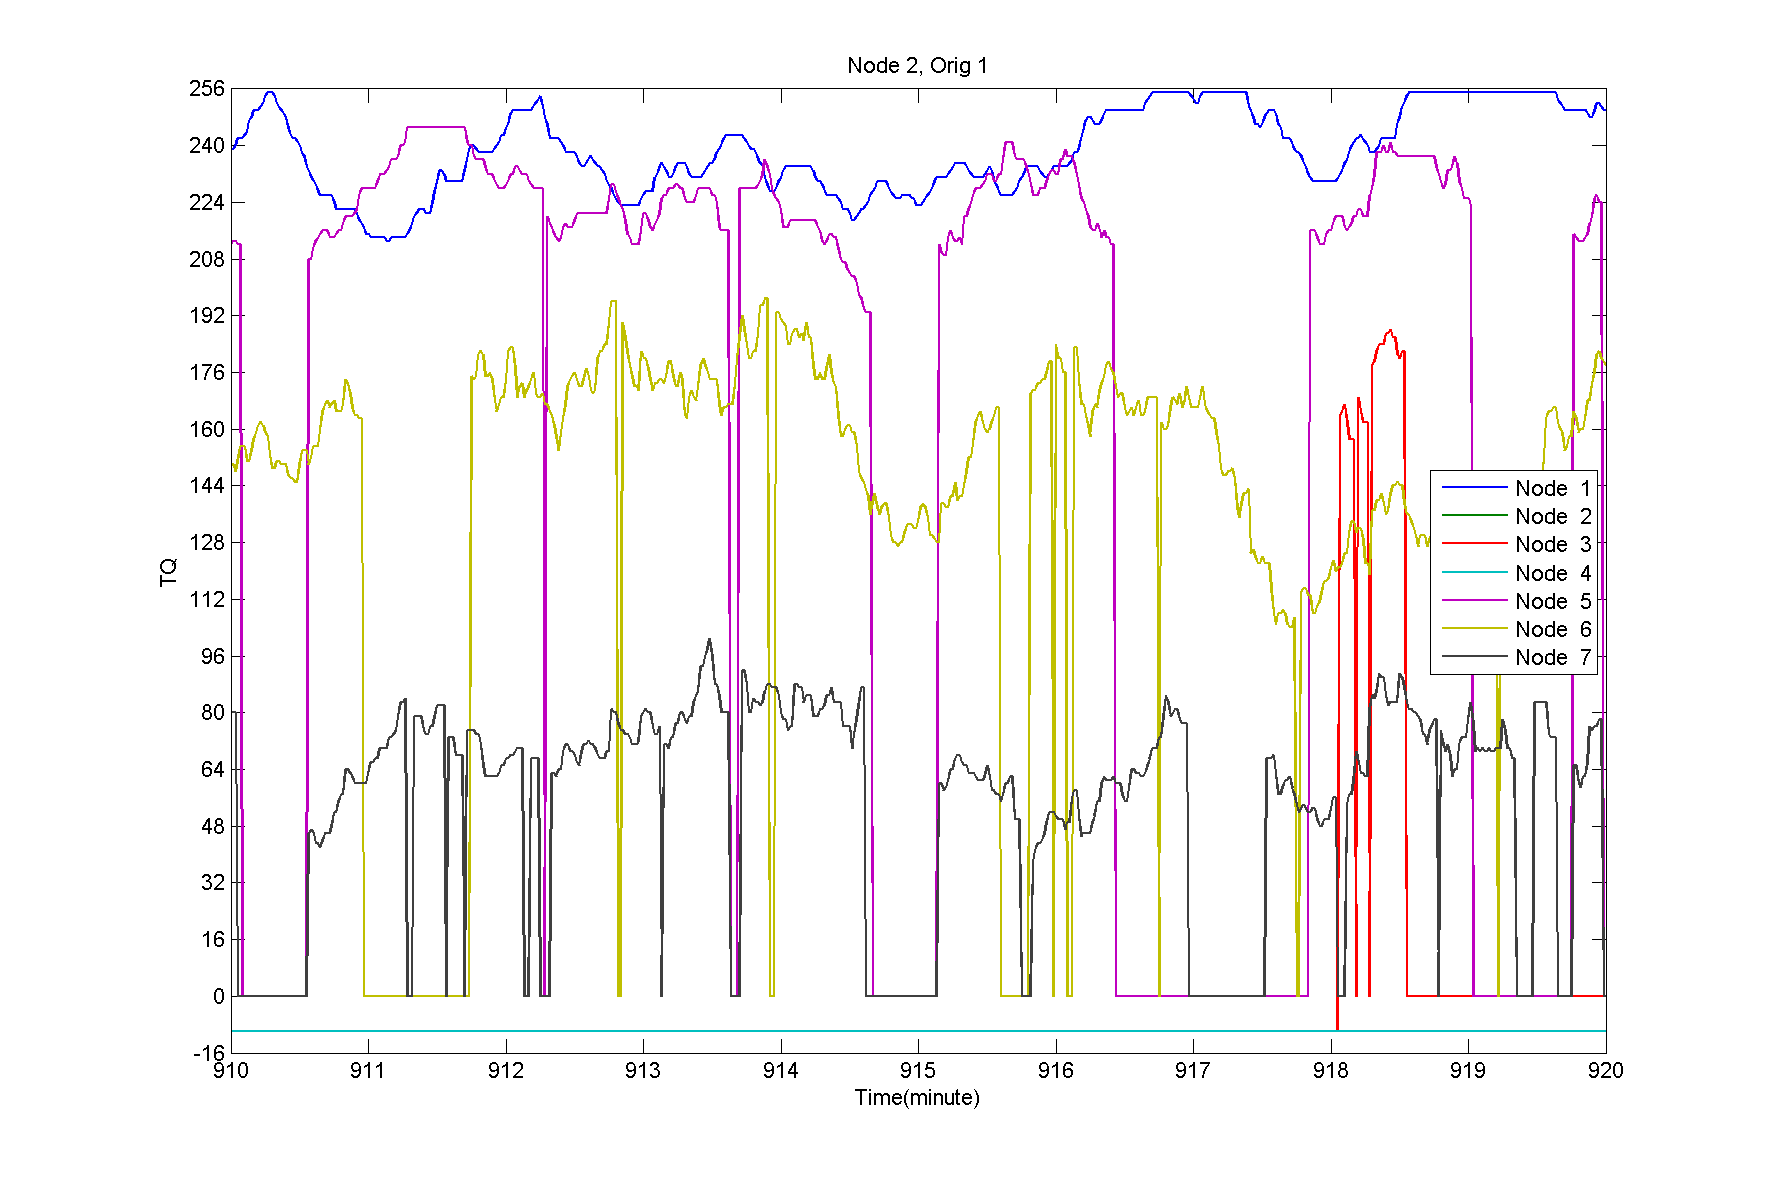 Node 2, Orig 1
256
240
224
208
192
176
160
144
128
112
96
80
64
48
32
16
0
-16
TQ
Node 1
Node 2
Node 3
Node 4
Node 5
Node 6
Node 7
910 911 912 913 914 915 916 917 918 919 920
Time(minute)